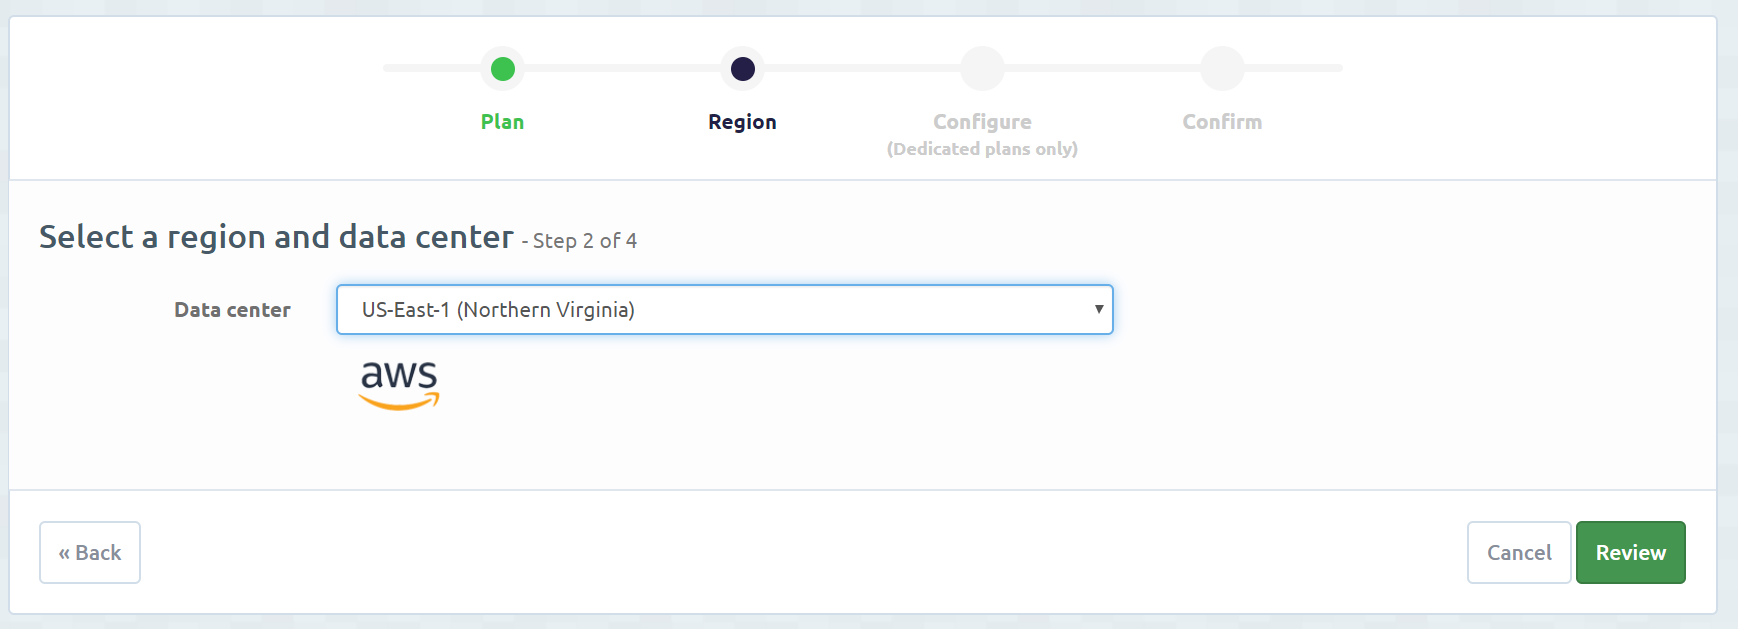 Plan
Region
Configure
(Dedicated plans only)
Confirm
Select a region and data center - Step 2 of 4
Data center
US-East-1 (Northern Virginia)
aws
« Back
Cancel
Review